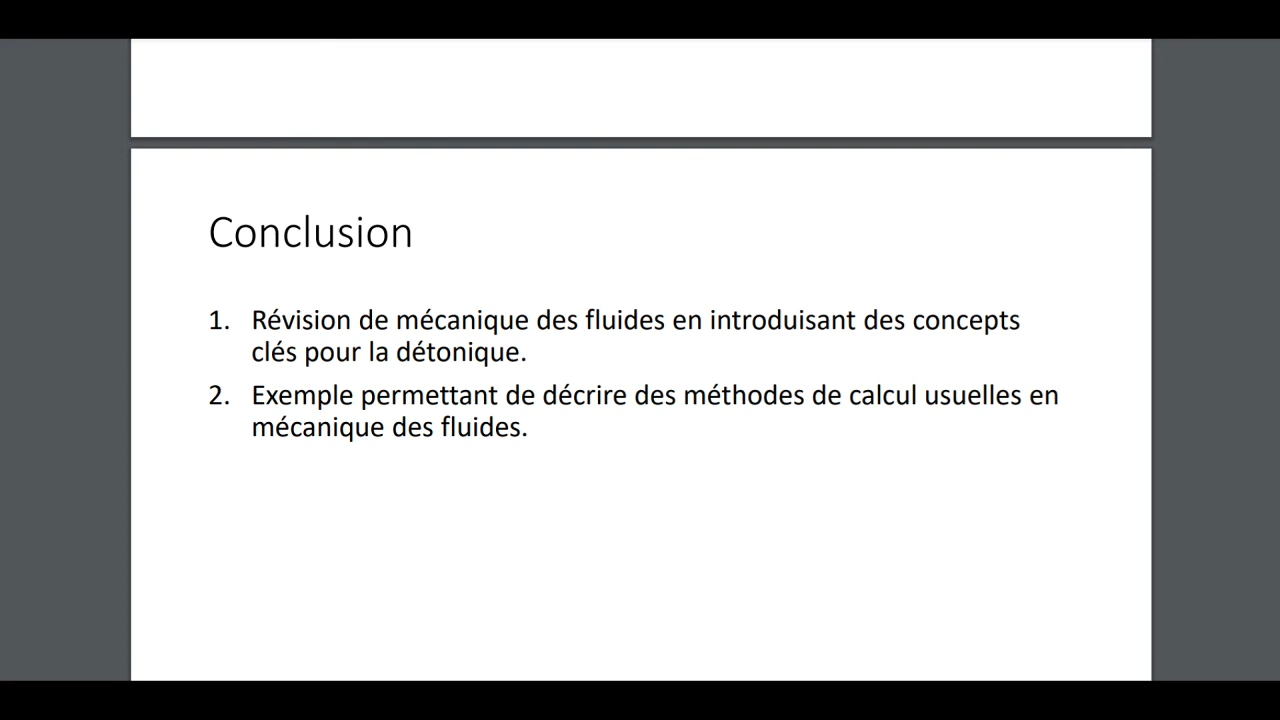 Conclusion
1. Révision de mécanique des fluides en introduisant des concepts
clés pour la détonique.
2. Exemple permettant de décrire des méthodes de calcul usuelles en
mécanique des fluides.